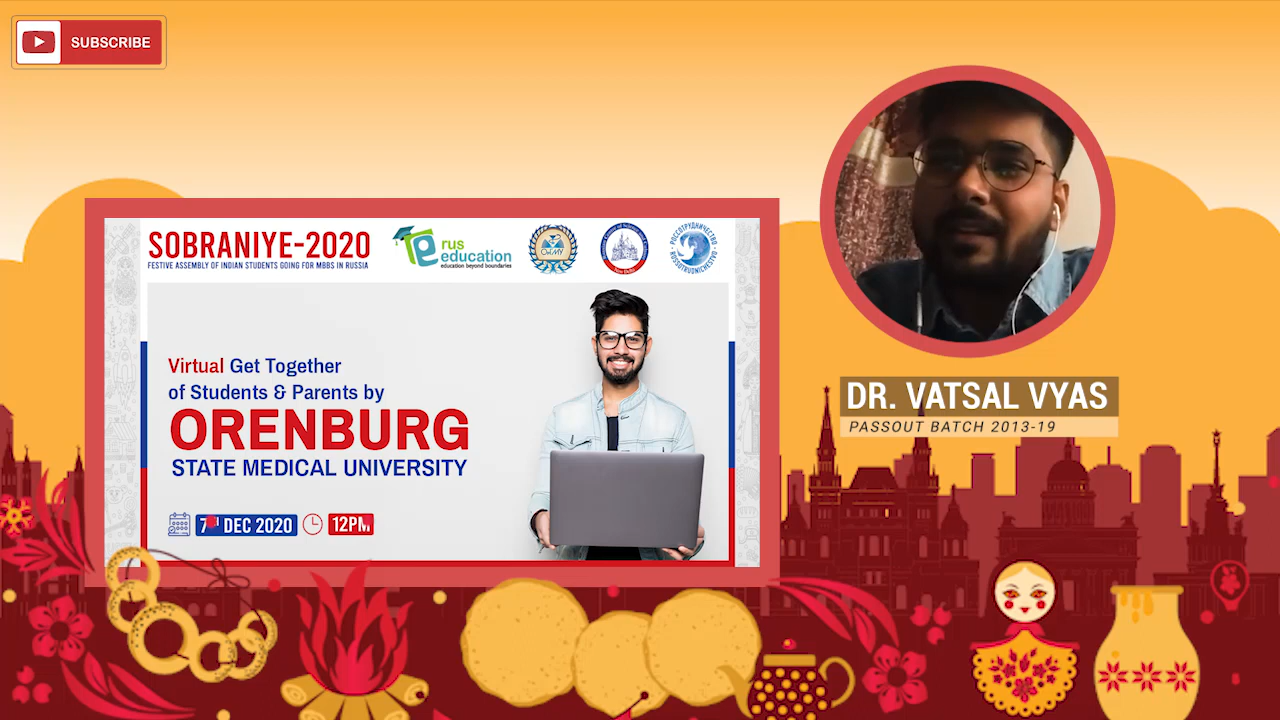 SUBSCRIBE
SOBRANIYE-2020
FESTIVE ASSEMBLY OF INDIAN STUDENTS GOING FOR MBBS IN RUSSIA
rus
education
education beyond boundaries
РОССОТРУДНИЧЕСТВО
ROSSOTRUDNICHESTVO
Virtual Get Together
of Students & Parents by
ORENBURG
STATE MEDICAL UNIVERSITY
DEC 2020
12PM
DR. VATSAL VYAS
PASSOUT BATCH 2013-19